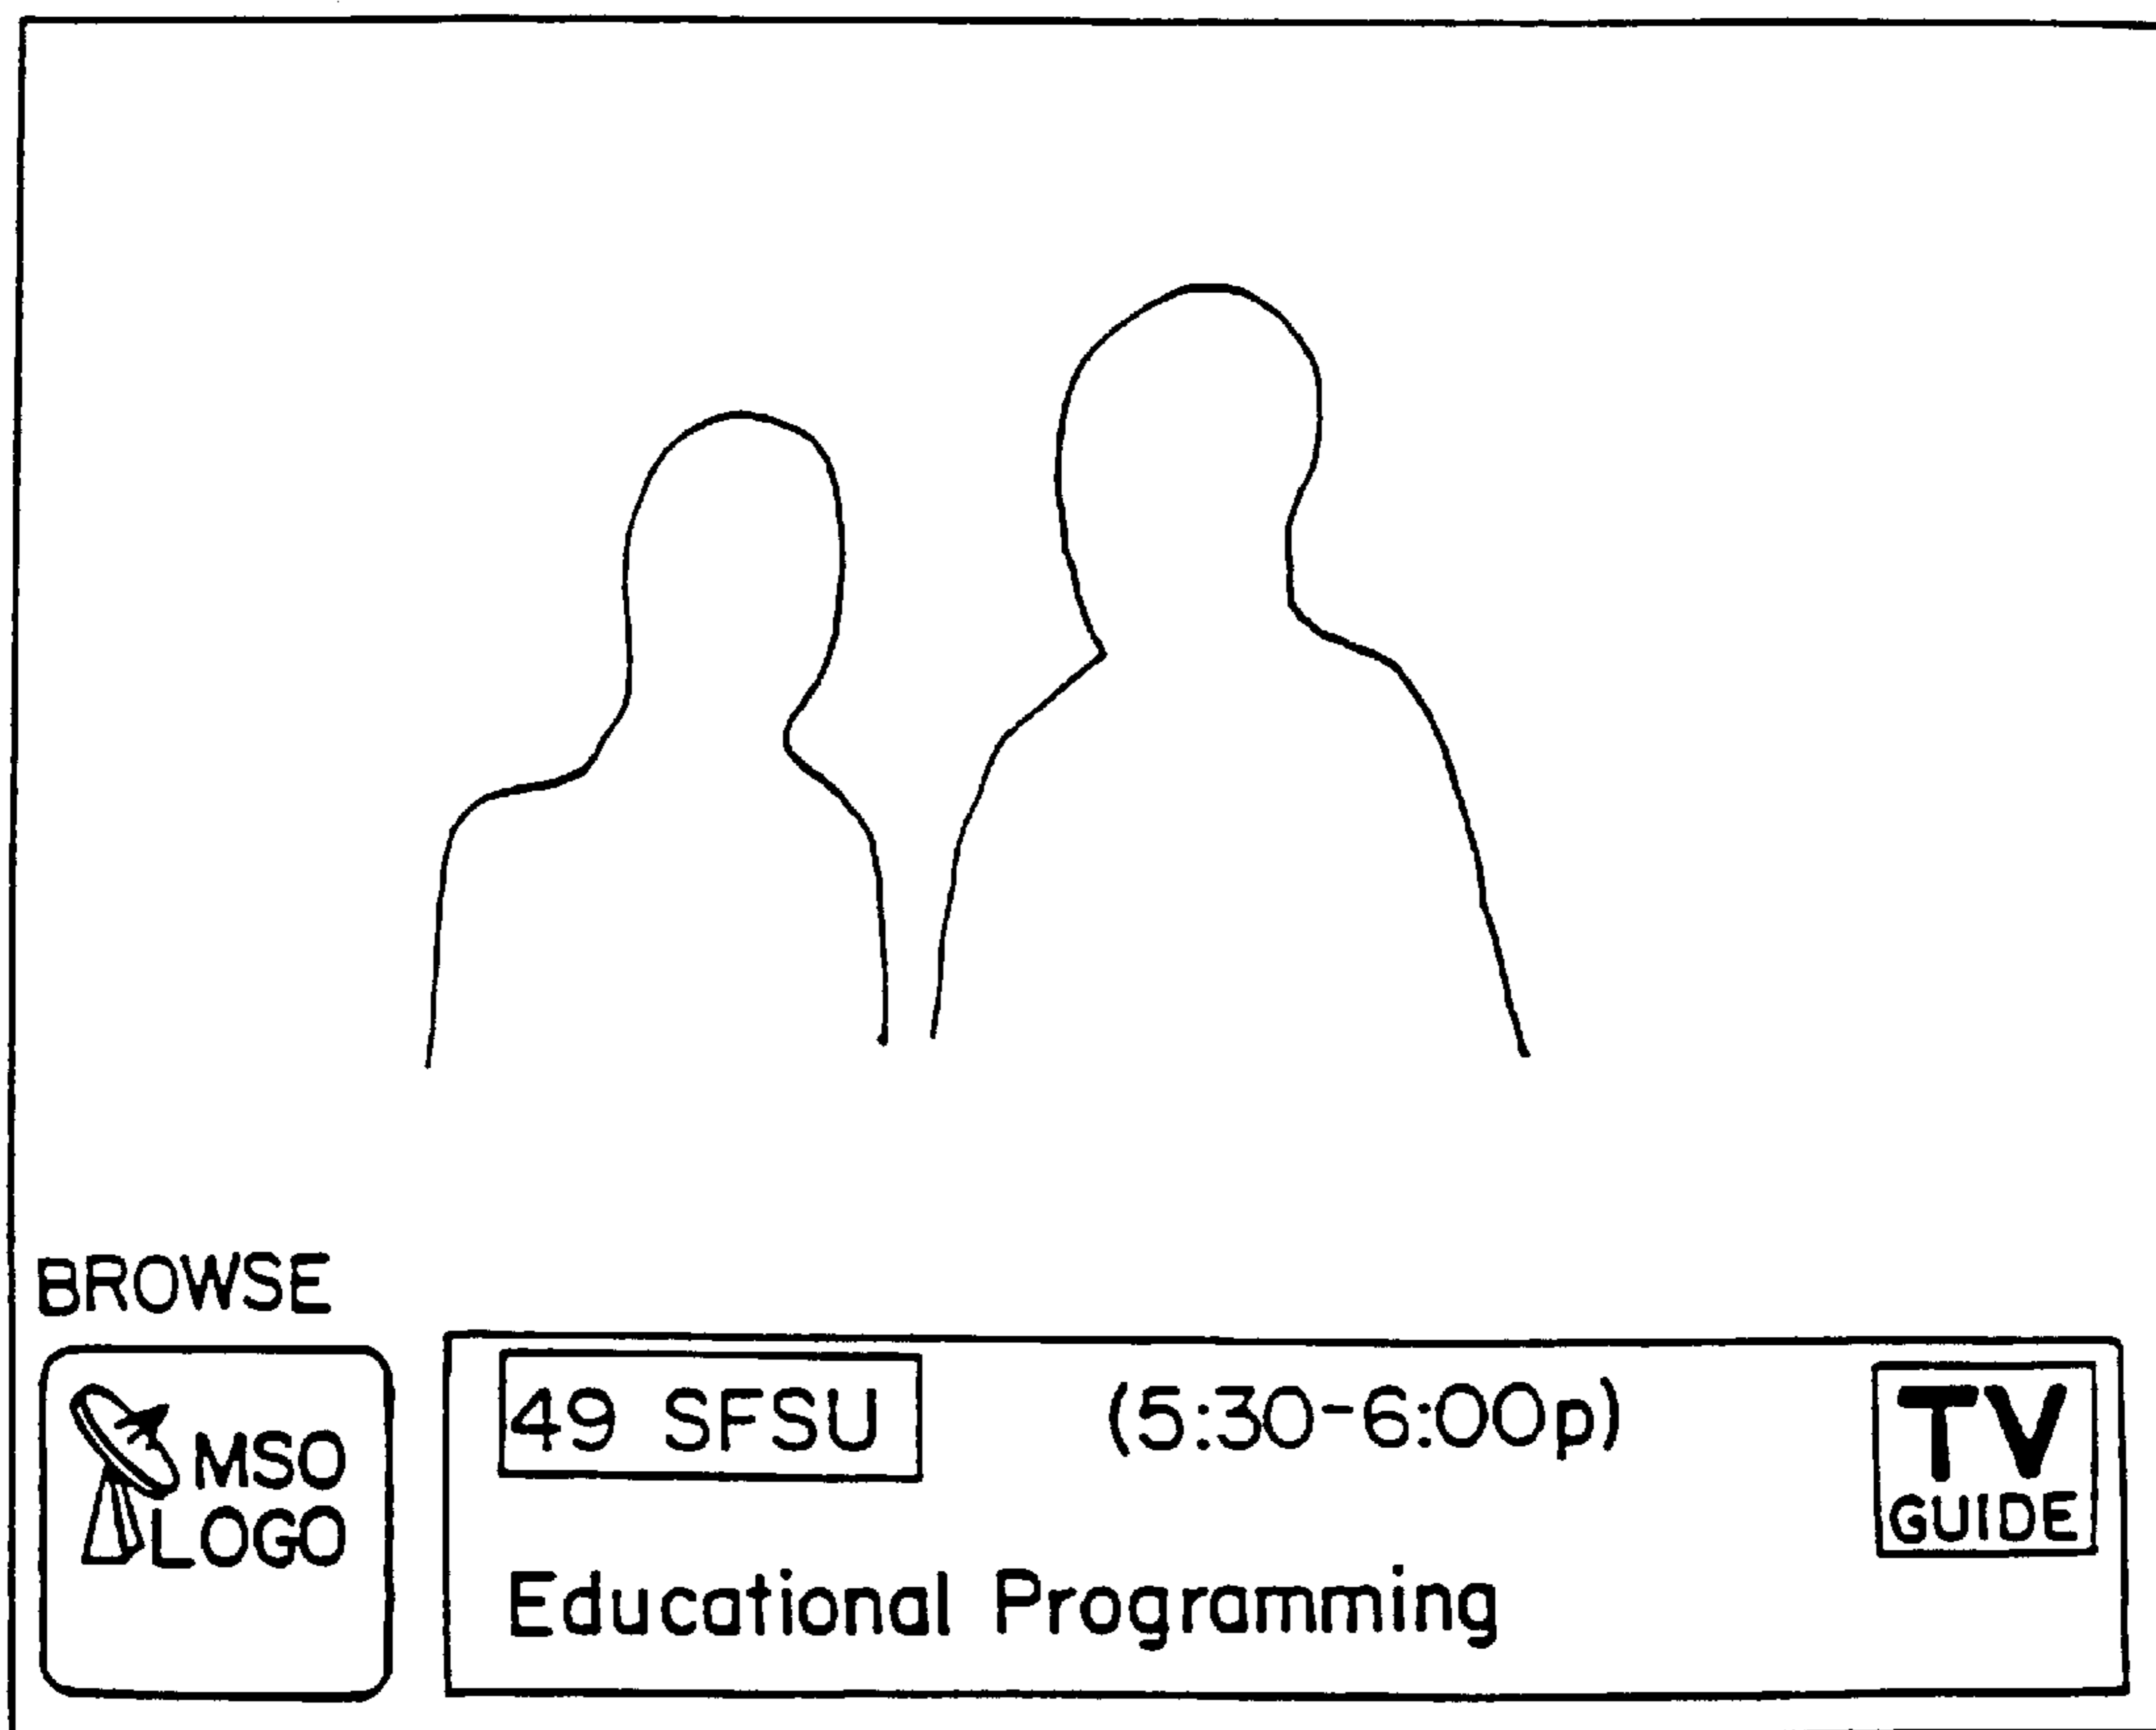 BROWSE
MSO
LOGO
49 SFSU (5:30-6:00p)
TV
GUIDE
Educational Programming